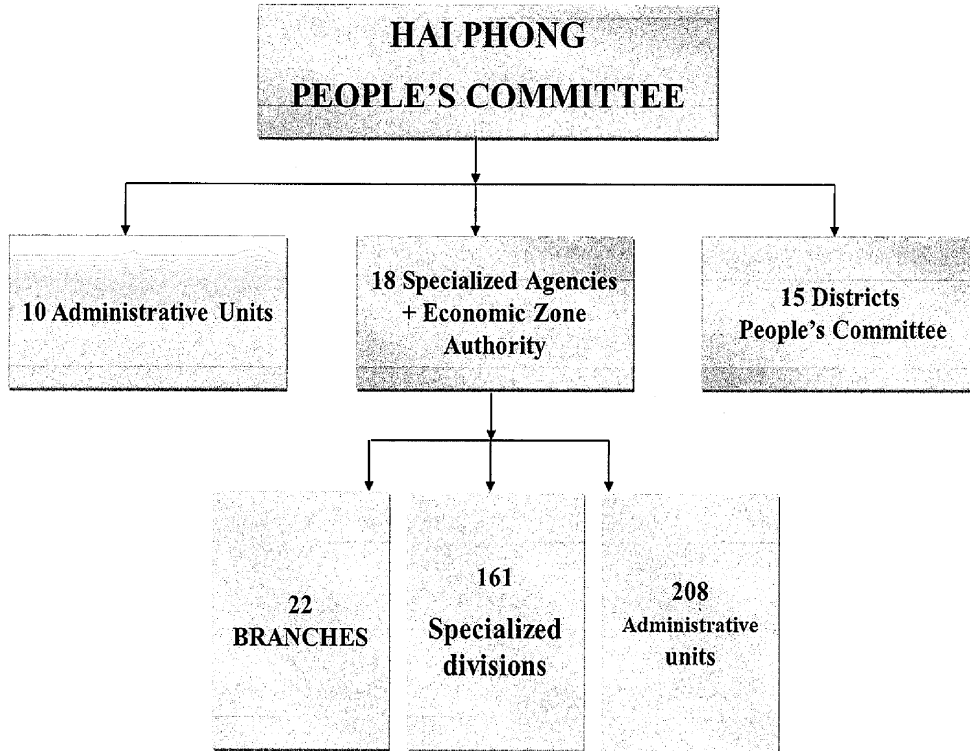 HAI PHONG
PEOPLE'S COMMITTEE
10 Administrative Units
18 Specialized Agencies
+ Economic Zone
Authority
15 Districts
People's Committee
22
BRANCHES
161
Specialized
divisions
208
Administrative
units